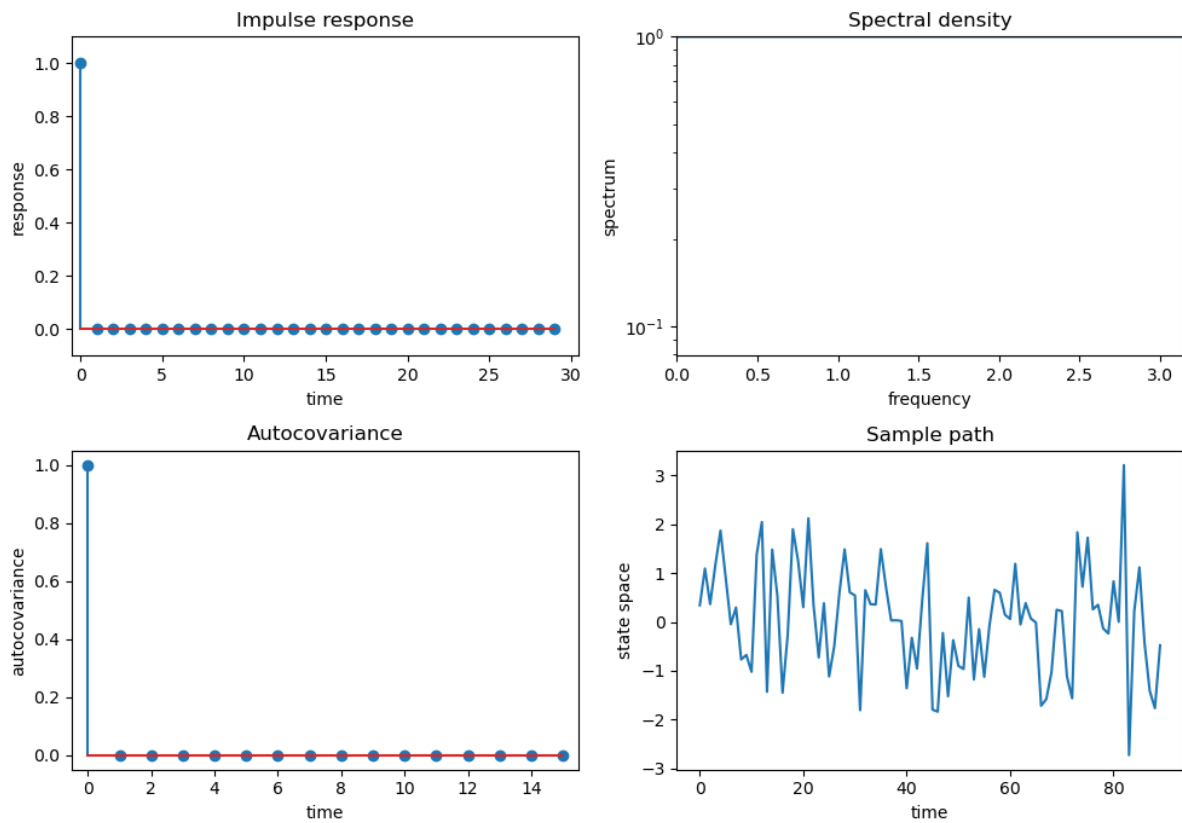 Impulse response
1.0
0.8
0.6
0.4
0.2
0.0
response
0 5 10 15 20 25 30
time
Spectral density
10⁰
10⁻¹
spectrum
0.0 0.5 1.0 1.5 2.0 2.5 3.0
frequency
Autocovariance
1.0
0.8
0.6
0.4
0.2
0.0
autocovariance
0 2 4 6 8 10 12 14
time
Sample path
3
2
1
0
−1
−2
−3
state space
0 20 40 60 80
time